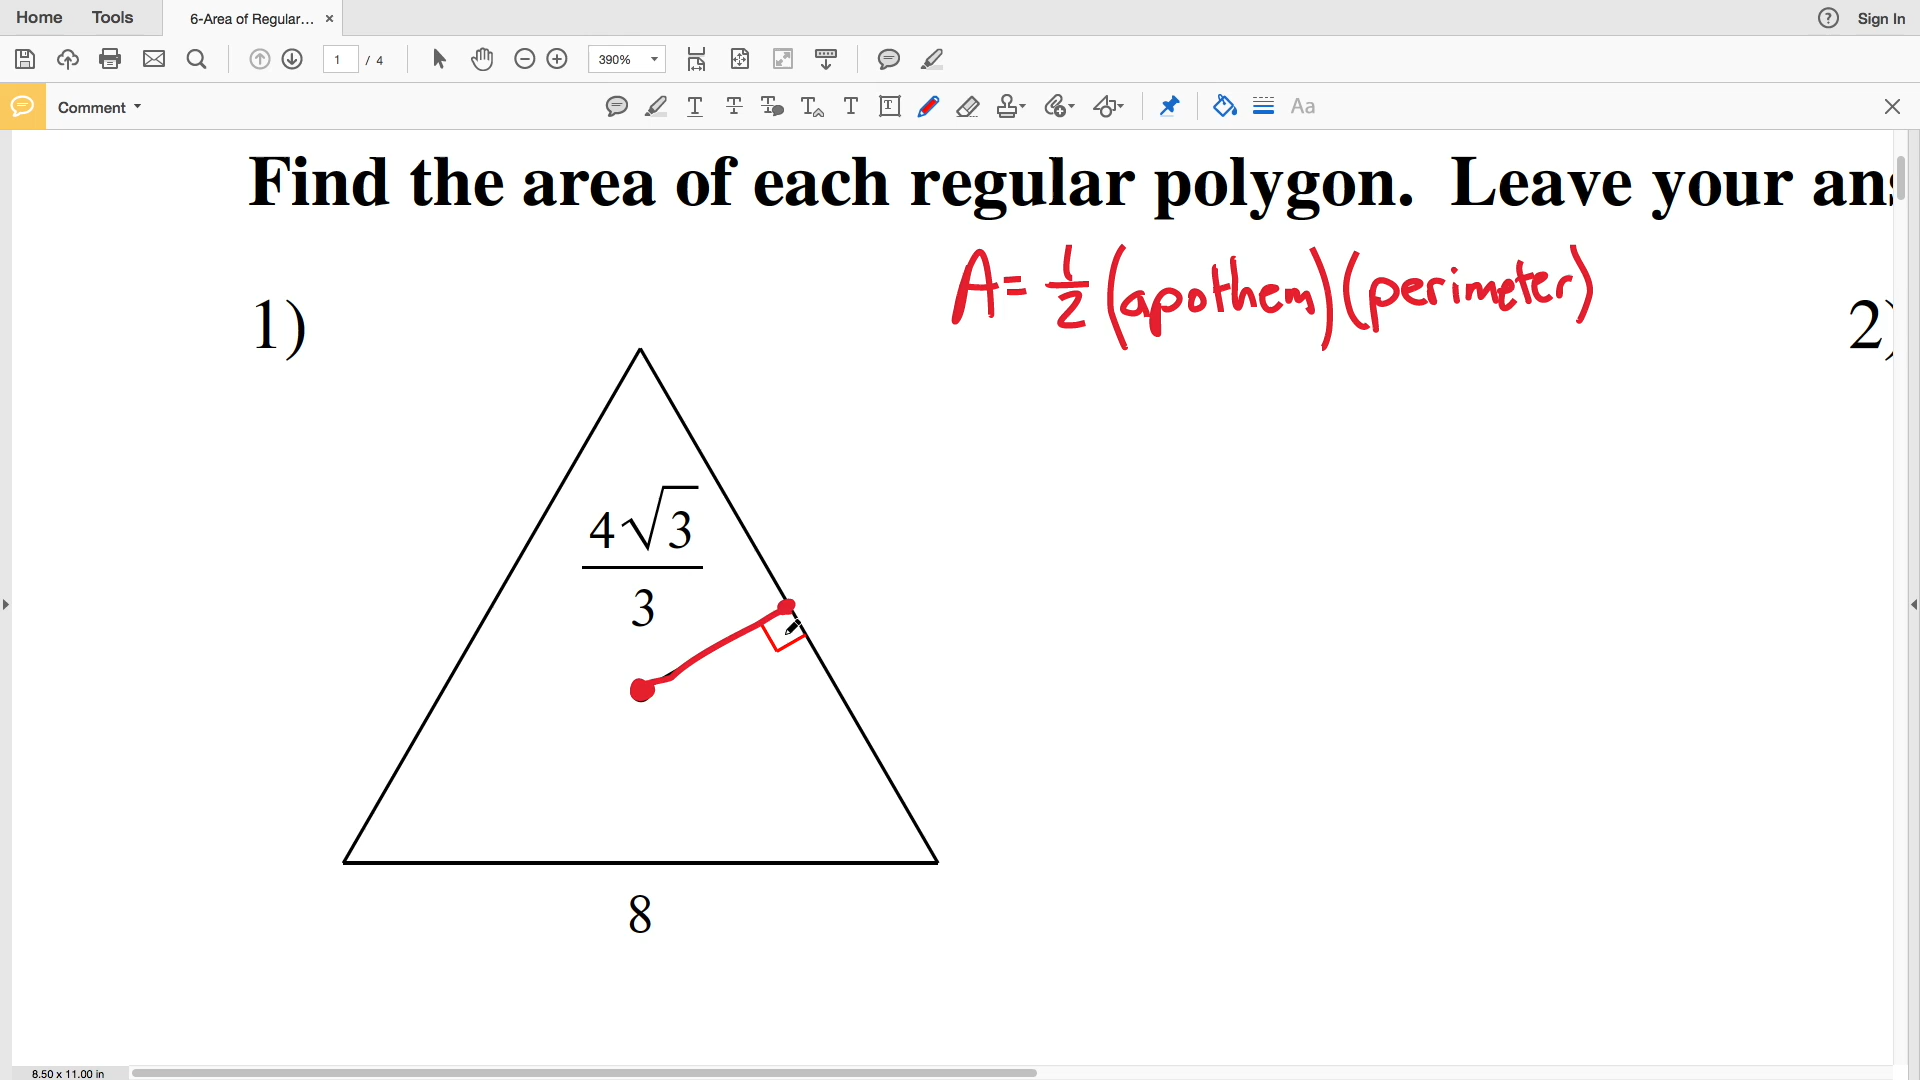 Home Tools 6-Area of Regular... × ? Sign In
1 / 4 390%
Comment T T T T T T Aa
Find the area of each regular polygon. Leave your
A = 1/2 (apothem)(perimeter)
1)
2)
4√3
3
8
8.50 x 11.00 in